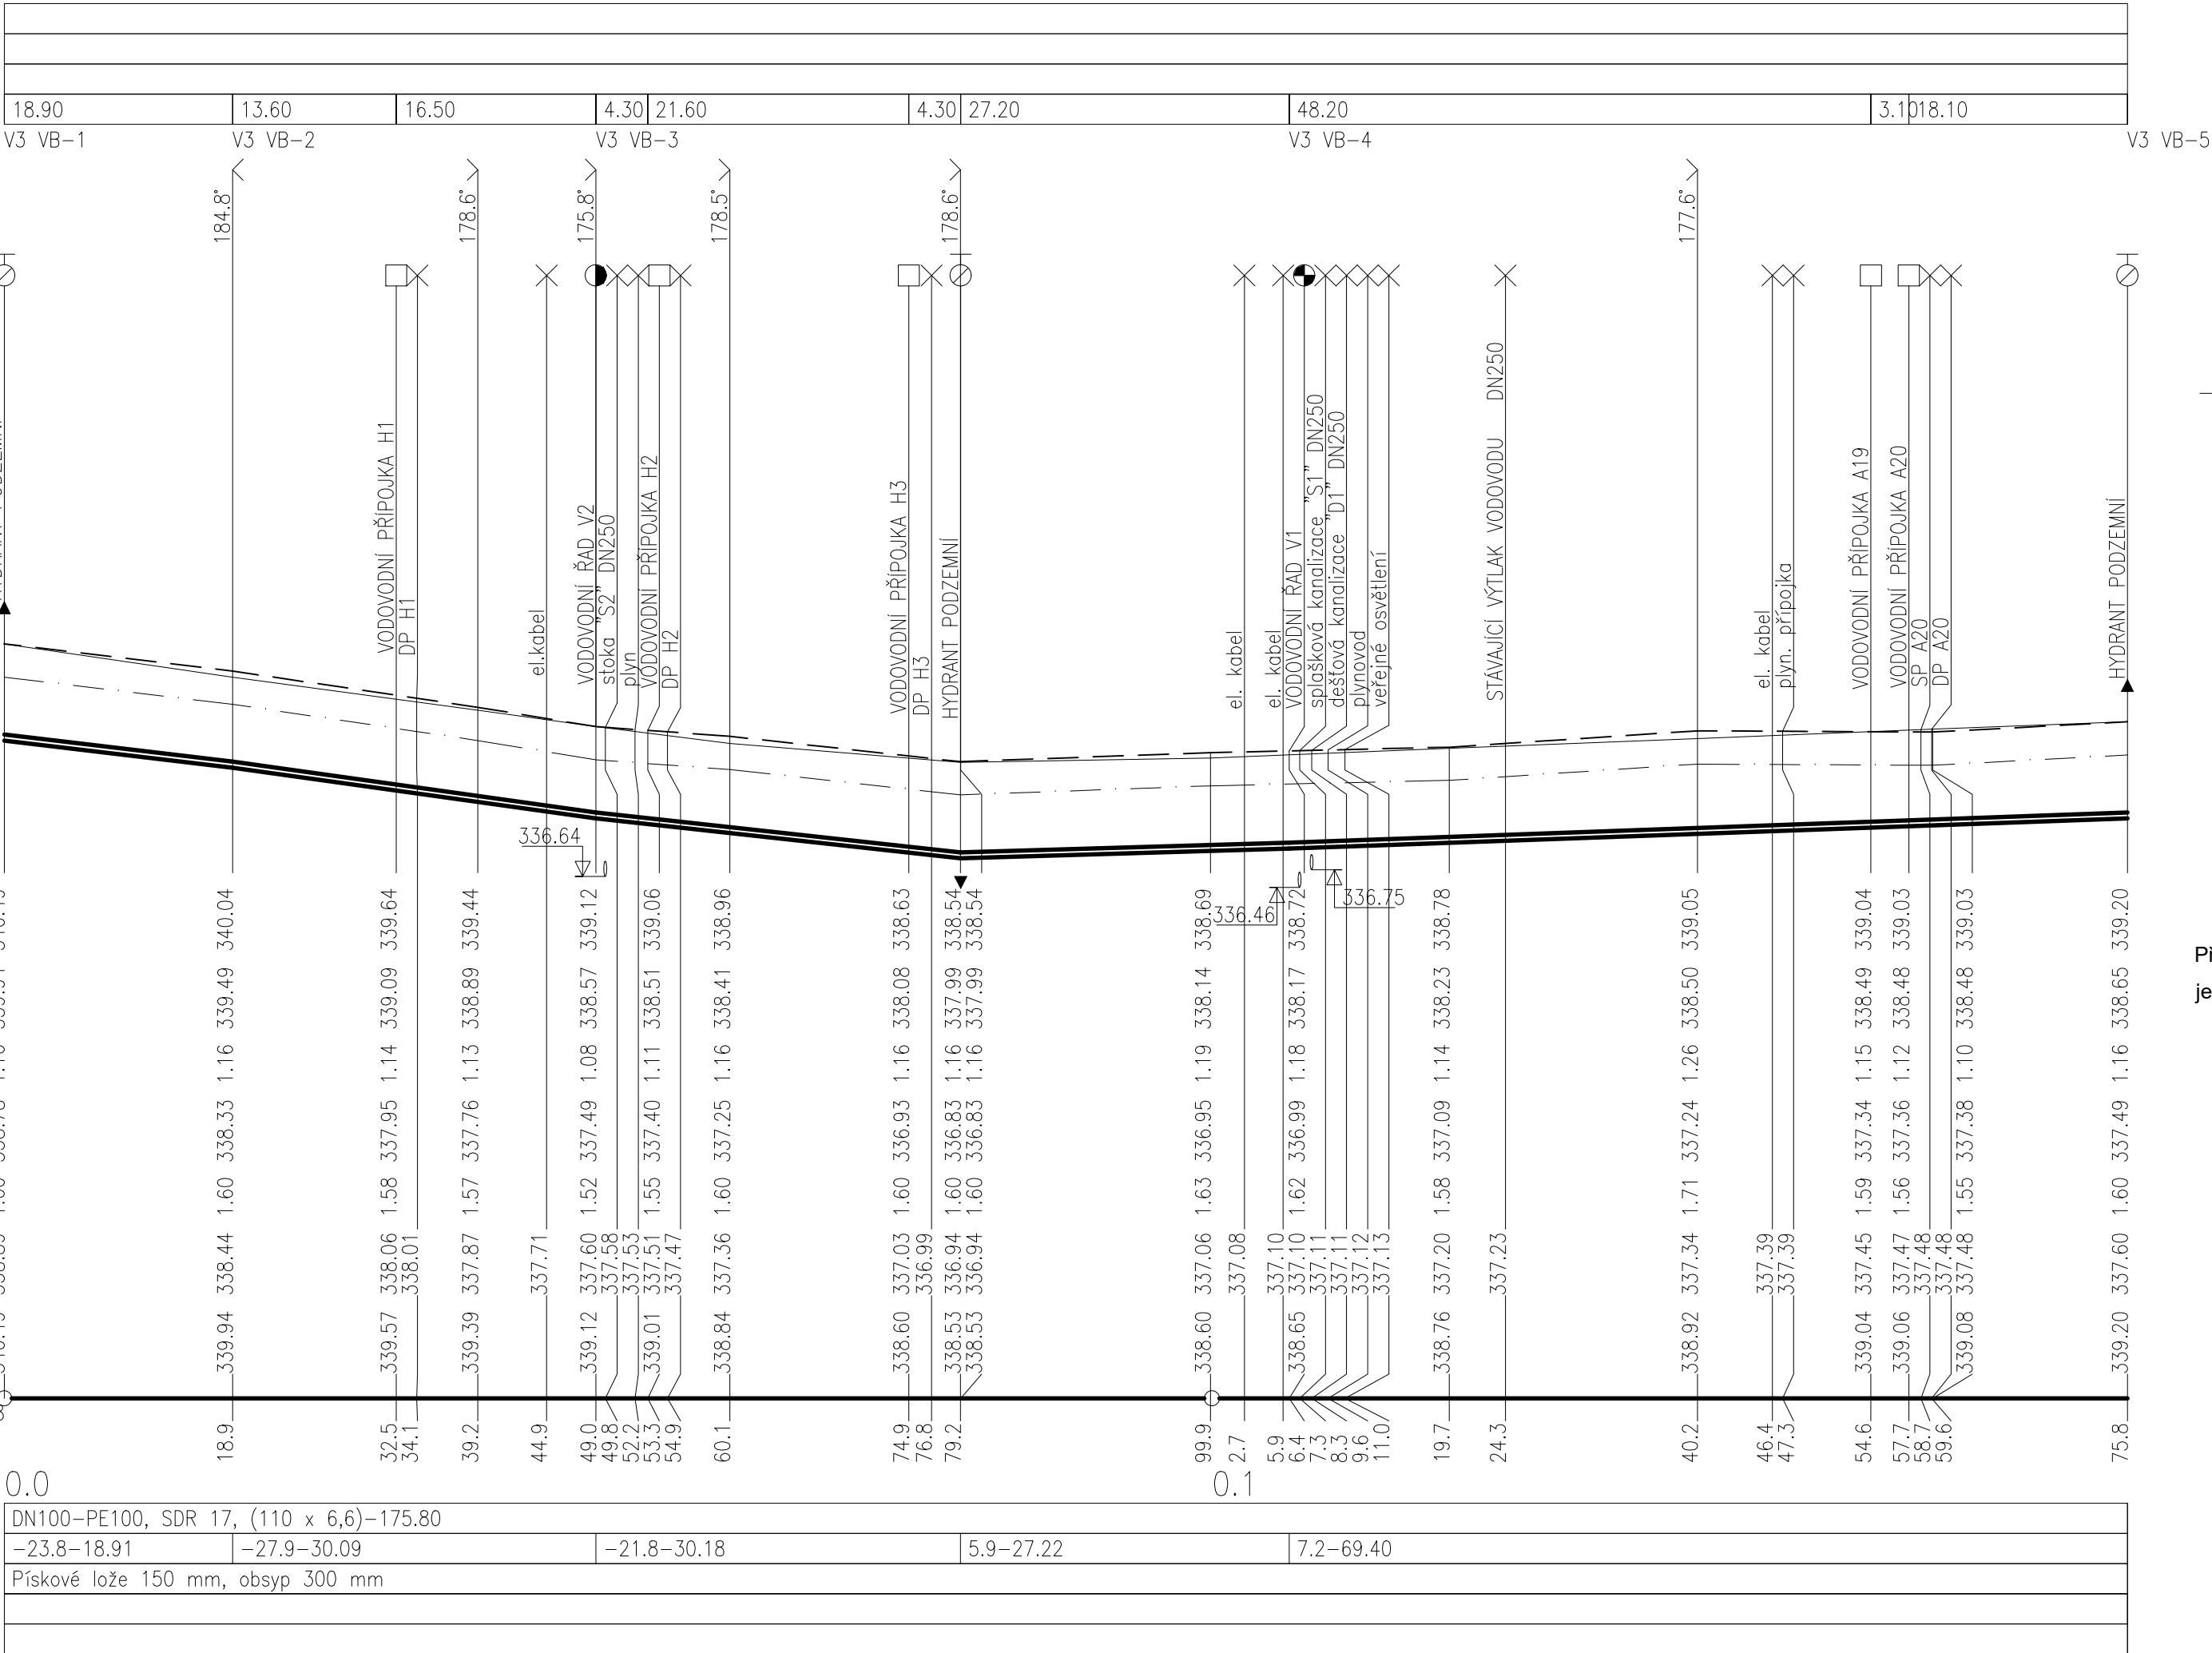 18.90 13.60 16.50 4.30 21.60 4.30 27.20 48.20 3.10 18.10
V3 VB-1 V3 VB-2 V3 VB-3 V3 VB-4 V3 VB-5
184.8° 178.6° 175.8° 178.5° 178.6° 177.6°
VODOVODNÍ PŘÍPOJKA H1
DP H1
el.kabel
VODOVODNÍ ŘAD V2
stoka "S2" DN250
plyn
VODOVODNÍ PŘÍPOJKA H2
DP H2
VODOVODNÍ PŘÍPOJKA H3
DP H3
HYDRANT PODZEMNÍ
el. kabel
el. kabel
VODOVODNÍ ŘAD V1
splašková kanalizace "S1" DN250
dešťová kanalizace "D1" DN250
plynovod
veřejné osvětlení
STÁVAJÍCÍ VÝTLAK VODOVODU DN250
el. kabel
plyn. přípojka
VODOVODNÍ PŘÍPOJKA A19
VODOVODNÍ PŘÍPOJKA A20
SP A20
DP A20
HYDRANT PODZEMNÍ
336.64
336.46
336.75
340.04 339.64 339.44 339.12 339.06 338.96 338.63 338.54 338.54 338.69 338.72 338.78 339.05 339.04 339.03 339.03 339.20
339.49 339.09 338.89 338.57 338.51 338.41 338.08 337.99 337.99 338.14 338.17 338.23 338.50 338.49 338.48 338.48 338.65
1.16 1.14 1.13 1.08 1.11 1.16 1.16 1.16 1.16 1.19 1.18 1.14 1.26 1.15 1.12 1.10 1.16
338.33 337.95 337.76 337.49 337.40 337.25 336.93 336.83 336.83 336.95 336.99 337.09 337.24 337.34 337.36 337.38 337.49
1.60 1.58 1.57 1.52 1.55 1.60 1.60 1.60 1.60 1.63 1.62 1.58 1.71 1.59 1.56 1.55 1.60
338.44 338.06 338.01 337.87 337.71 337.60 337.58 337.53 337.51 337.47 337.36 337.03 336.99 336.94 336.94 337.06 337.08 337.10 337.10 337.11 337.11 337.12 337.13 337.20 337.23 337.34 337.39 337.39 337.45 337.47 337.48 337.48 337.48 337.60
339.94 339.57 339.39 339.12 339.01 338.84 338.60 338.53 338.53 338.60 338.65 338.76 338.92 339.04 339.06 339.08 339.20
18.9 32.5 34.1 39.2 44.9 49.0 49.8 52.2 53.3 54.9 60.1 74.9 76.8 79.2 99.9 2.7 5.9 6.4 7.3 8.3 9.6 11.0 19.7 24.3 40.2 46.4 47.3 54.6 57.7 58.7 59.6 75.8
0.0 0.1
DN100-PE100, SDR 17, (110 x 6,6)-175.80
-23.8-18.91 -27.9-30.09 -21.8-30.18 5.9-27.22 7.2-69.40
Pískové lože 150 mm, obsyp 300 mm
je